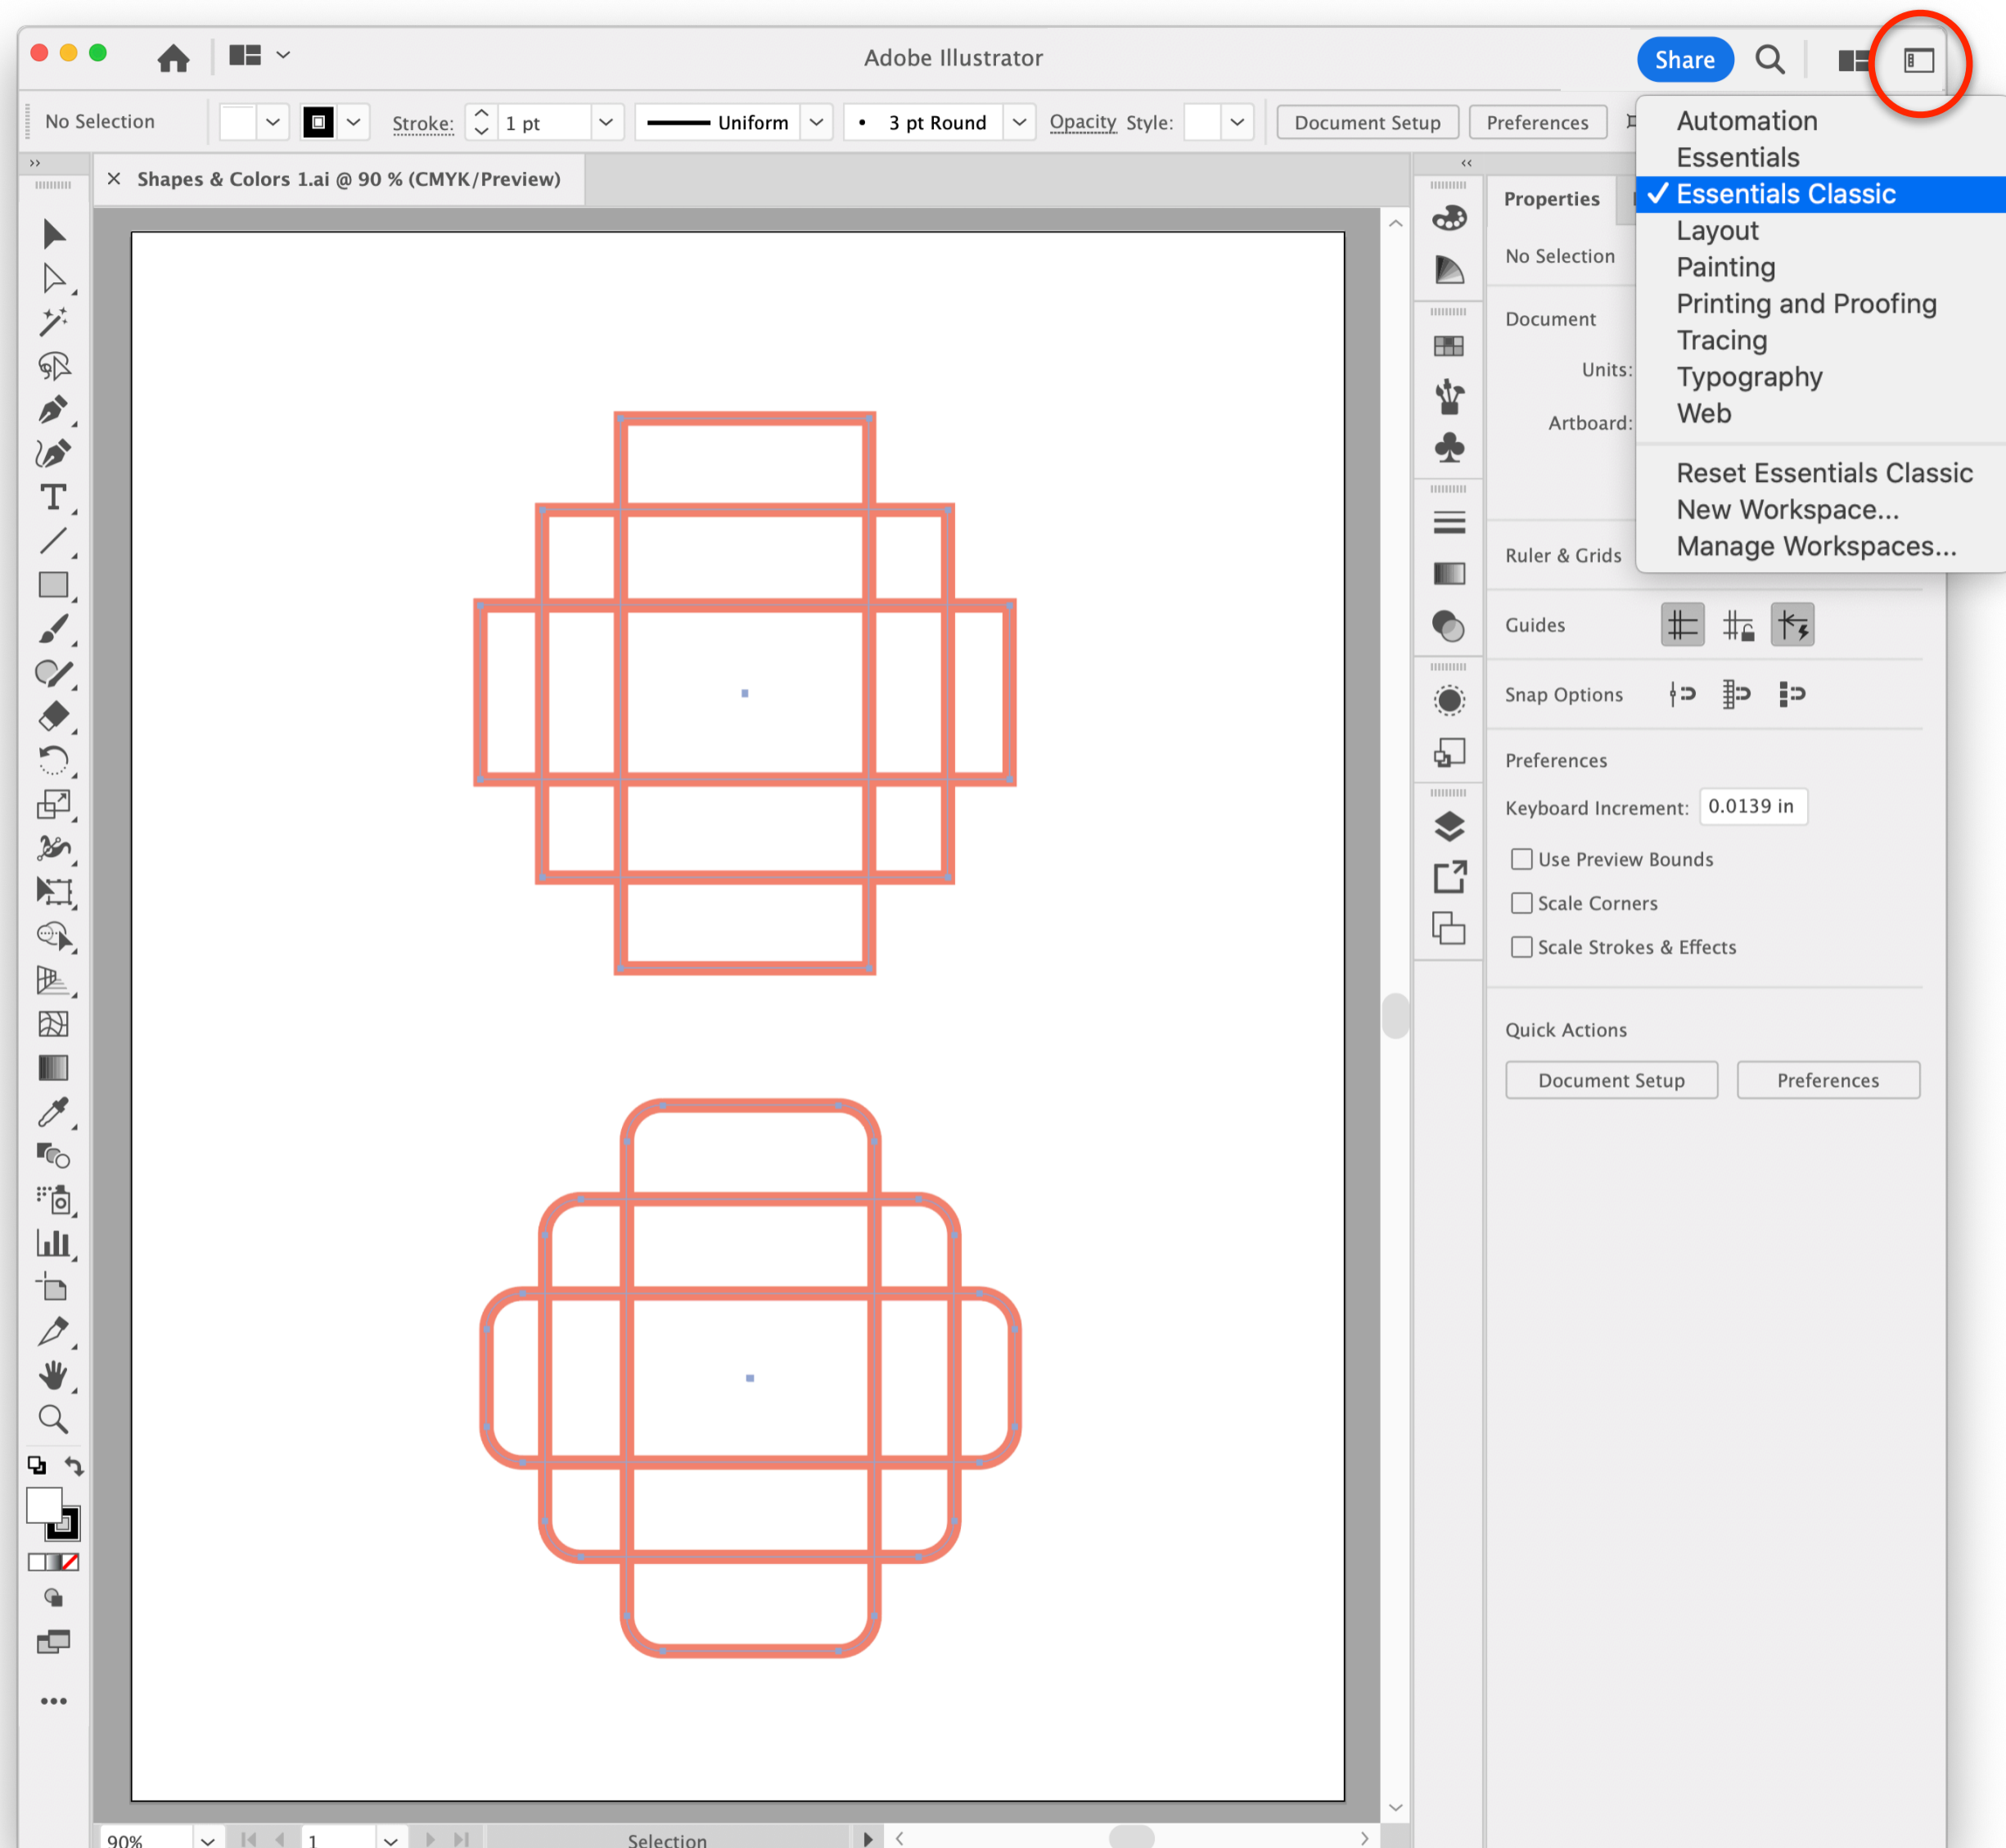 Adobe Illustrator
Share
No Selection
Stroke:
1 pt
Uniform
3 pt Round
Opacity
Style:
Document Setup
Preferences
× Shapes & Colors 1.ai @ 90 % (CMYK/Preview)
Automation
Essentials
✓ Essentials Classic
Layout
Painting
Printing and Proofing
Tracing
Typography
Web
Reset Essentials Classic
New Workspace...
Manage Workspaces...
Properties
No Selection
Document
Units:
Artboard:
Ruler & Grids
Guides
Snap Options
Preferences
Keyboard Increment: 0.0139 in
Use Preview Bounds
Scale Corners
Scale Strokes & Effects
Quick Actions
Document Setup
Preferences
90%
1
Selection